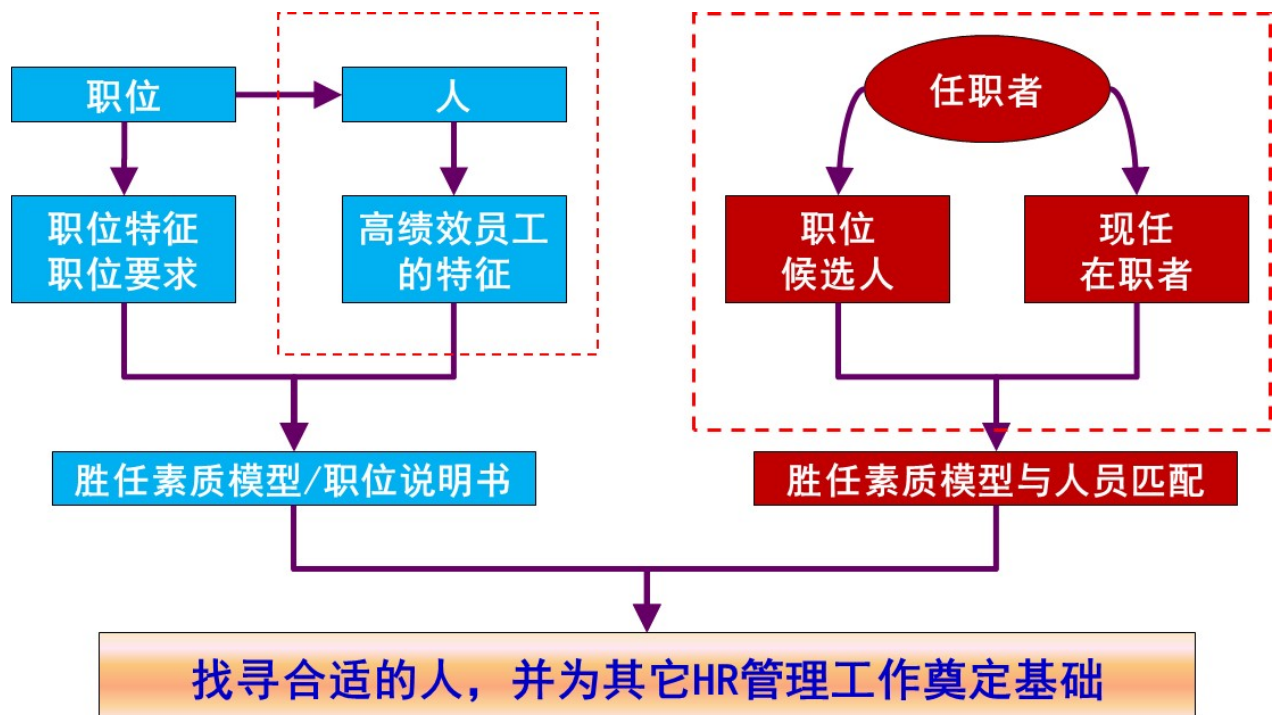 职位
人
任职者
职位特征
职位要求
高绩效员工
的特征
职位
候选人
现任
在职者
胜任素质模型/职位说明书
胜任素质模型与人员匹配
找寻合适的人，并为其它HR管理工作奠定基础